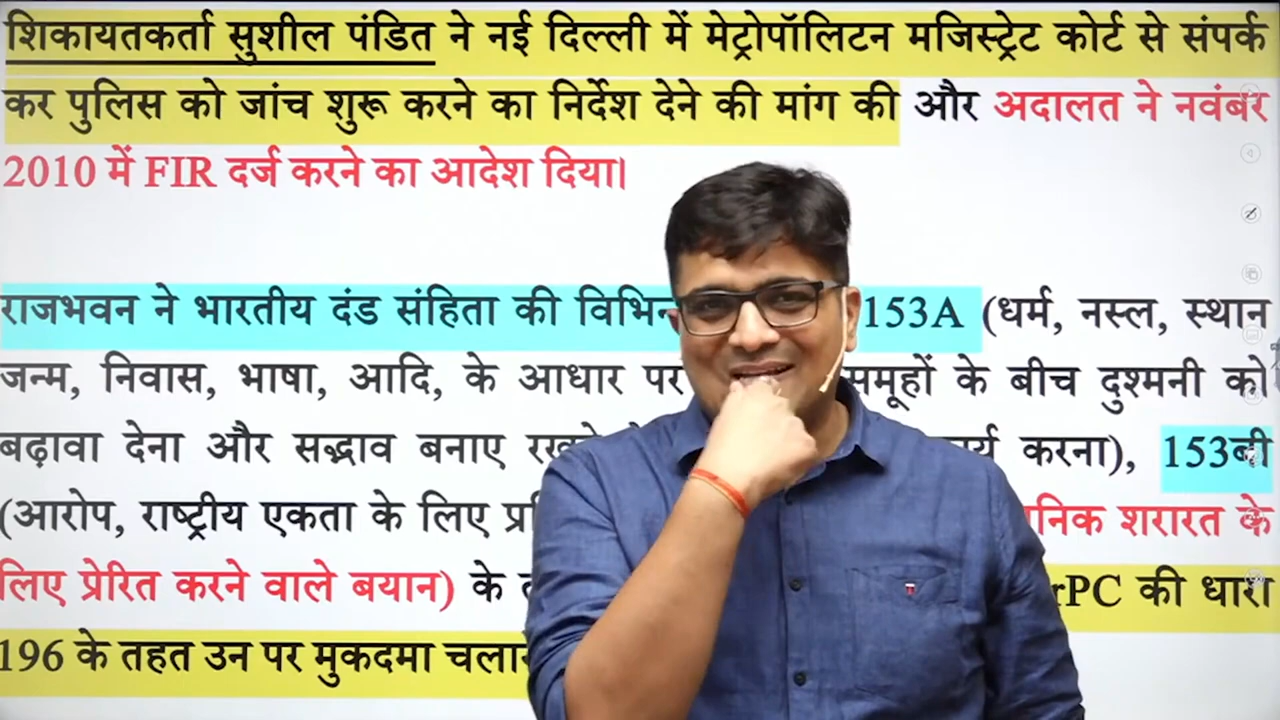 शिकायतकर्ता सुशील पंडित ने नई दिल्ली में मेट्रोपॉलिटन मजिस्ट्रेट कोर्ट से संपर्क
कर पुलिस को जांच शुरू करने का निर्देश देने की मांग की और अदालत ने नवंबर
2010 में FIR दर्ज करने का आदेश दिया।
राजभवन ने भारतीय दंड संहिता की 153A (धर्म, नस्ल, स्थान
जन्म, निवास, भाषा, आदि, के आधार पर समूहों के बीच दुश्मनी को
बढ़ावा देना और सद्भाव बनाए करना), 153बी
(आरोप, राष्ट्रीय एकता के लिए शरारत के
लिए प्रेरित करने वाले बयान) के rPC की धारा
196 के तहत उन पर मुकदमा